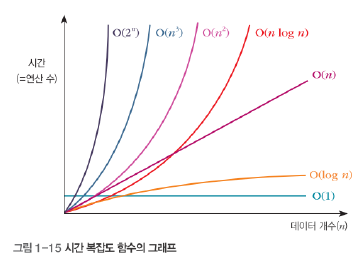 시간
(=연산 수)
O(2ⁿ)
O(n³)
O(n²)
O(n log n)
O(n)
O(log n)
O(1)
데이터 개수(n)
그림 1-15 시간 복잡도 함수의 그래프